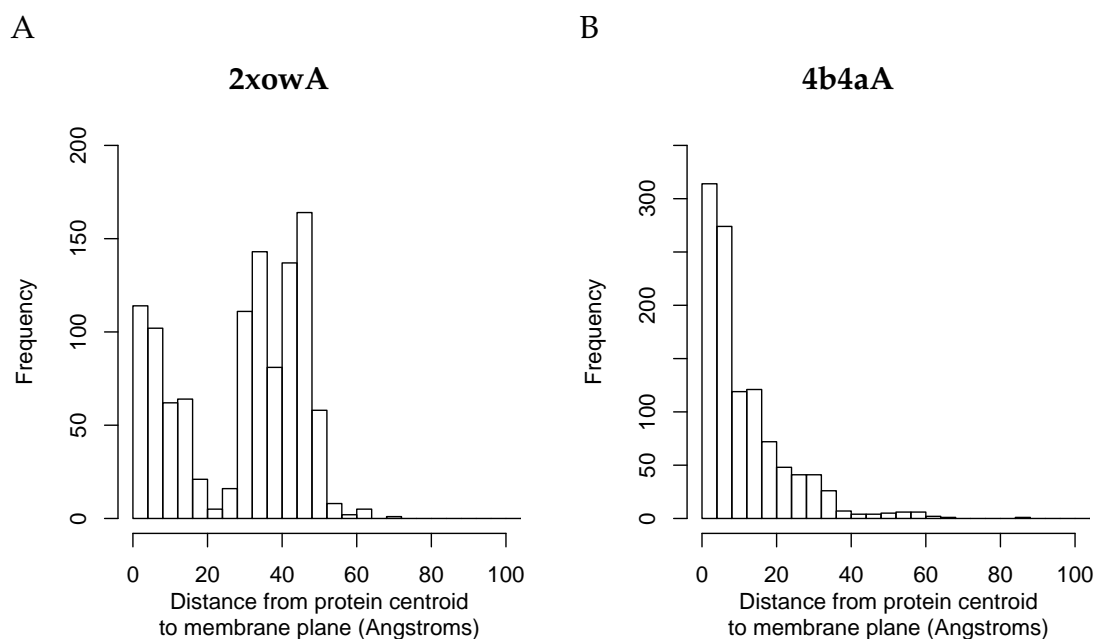 A
2xowA
Frequency
200
150
100
50
0
0 20 40 60 80 100
Distance from protein centroid
to membrane plane (Angstroms)
B
4b4aA
Frequency
300
200
100
50
0
0 20 40 60 80 100
Distance from protein centroid
to membrane plane (Angstroms)